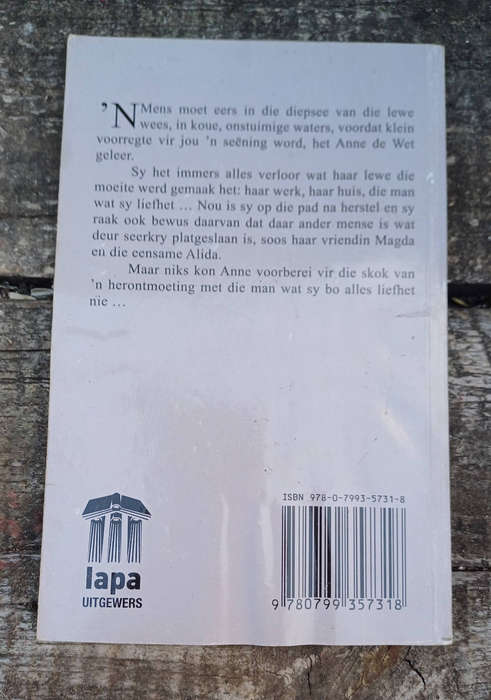 'N Mens moet eers in die diepsee van die lewe
wees, in koue, onstuimige waters, voordat klein
voorregte vir jou 'n seëning word, het Anne de Wet
geleer.
Sy het immers alles verloor wat haar lewe die
moeite werd gemaak het: haar werk, haar huis, die man
wat sy liefhet ... Nou is sy op die pad na herstel en sy
raak ook bewus daarvan dat daar ander mense is wat
deur seerkry platgeslaan is, soos haar vriendin Magda
en die eensame Alida.
Maar niks kon Anne voorberei vir die skok van
'n herontmoeting met die man wat sy bo alles liefhet
nie ...
ISBN 978-0-7993-5731-8
9 780799 357318
lapa
UITGEWERS